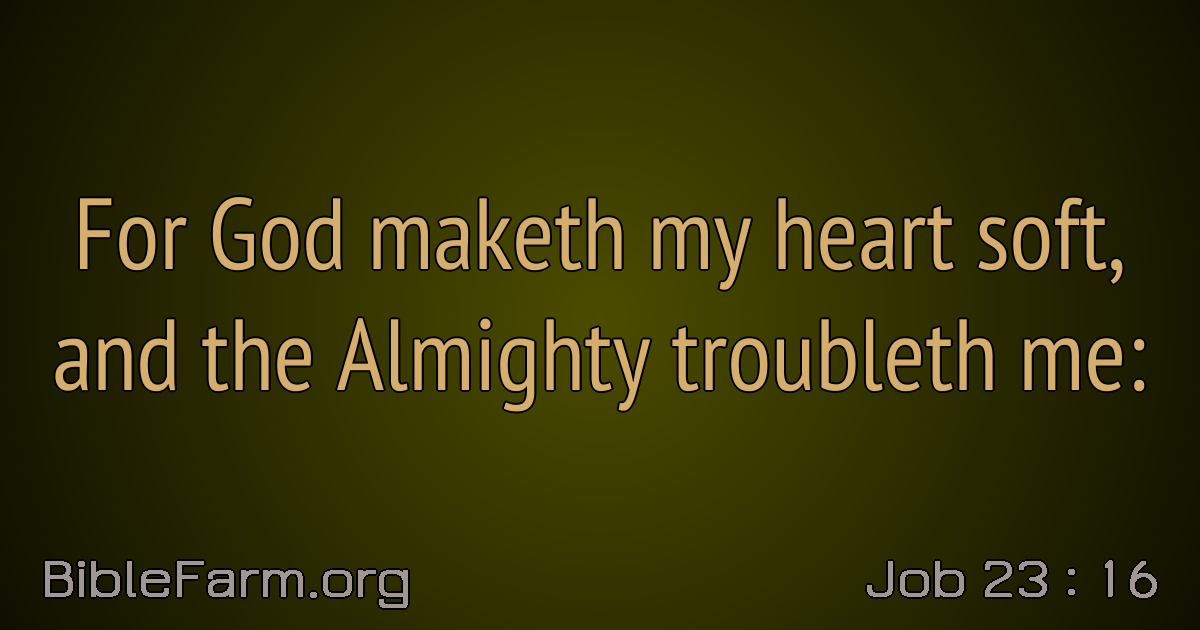 For God maketh my heart soft,
and the Almighty troubleth me:
BibleFarm.org
Job 23 : 16